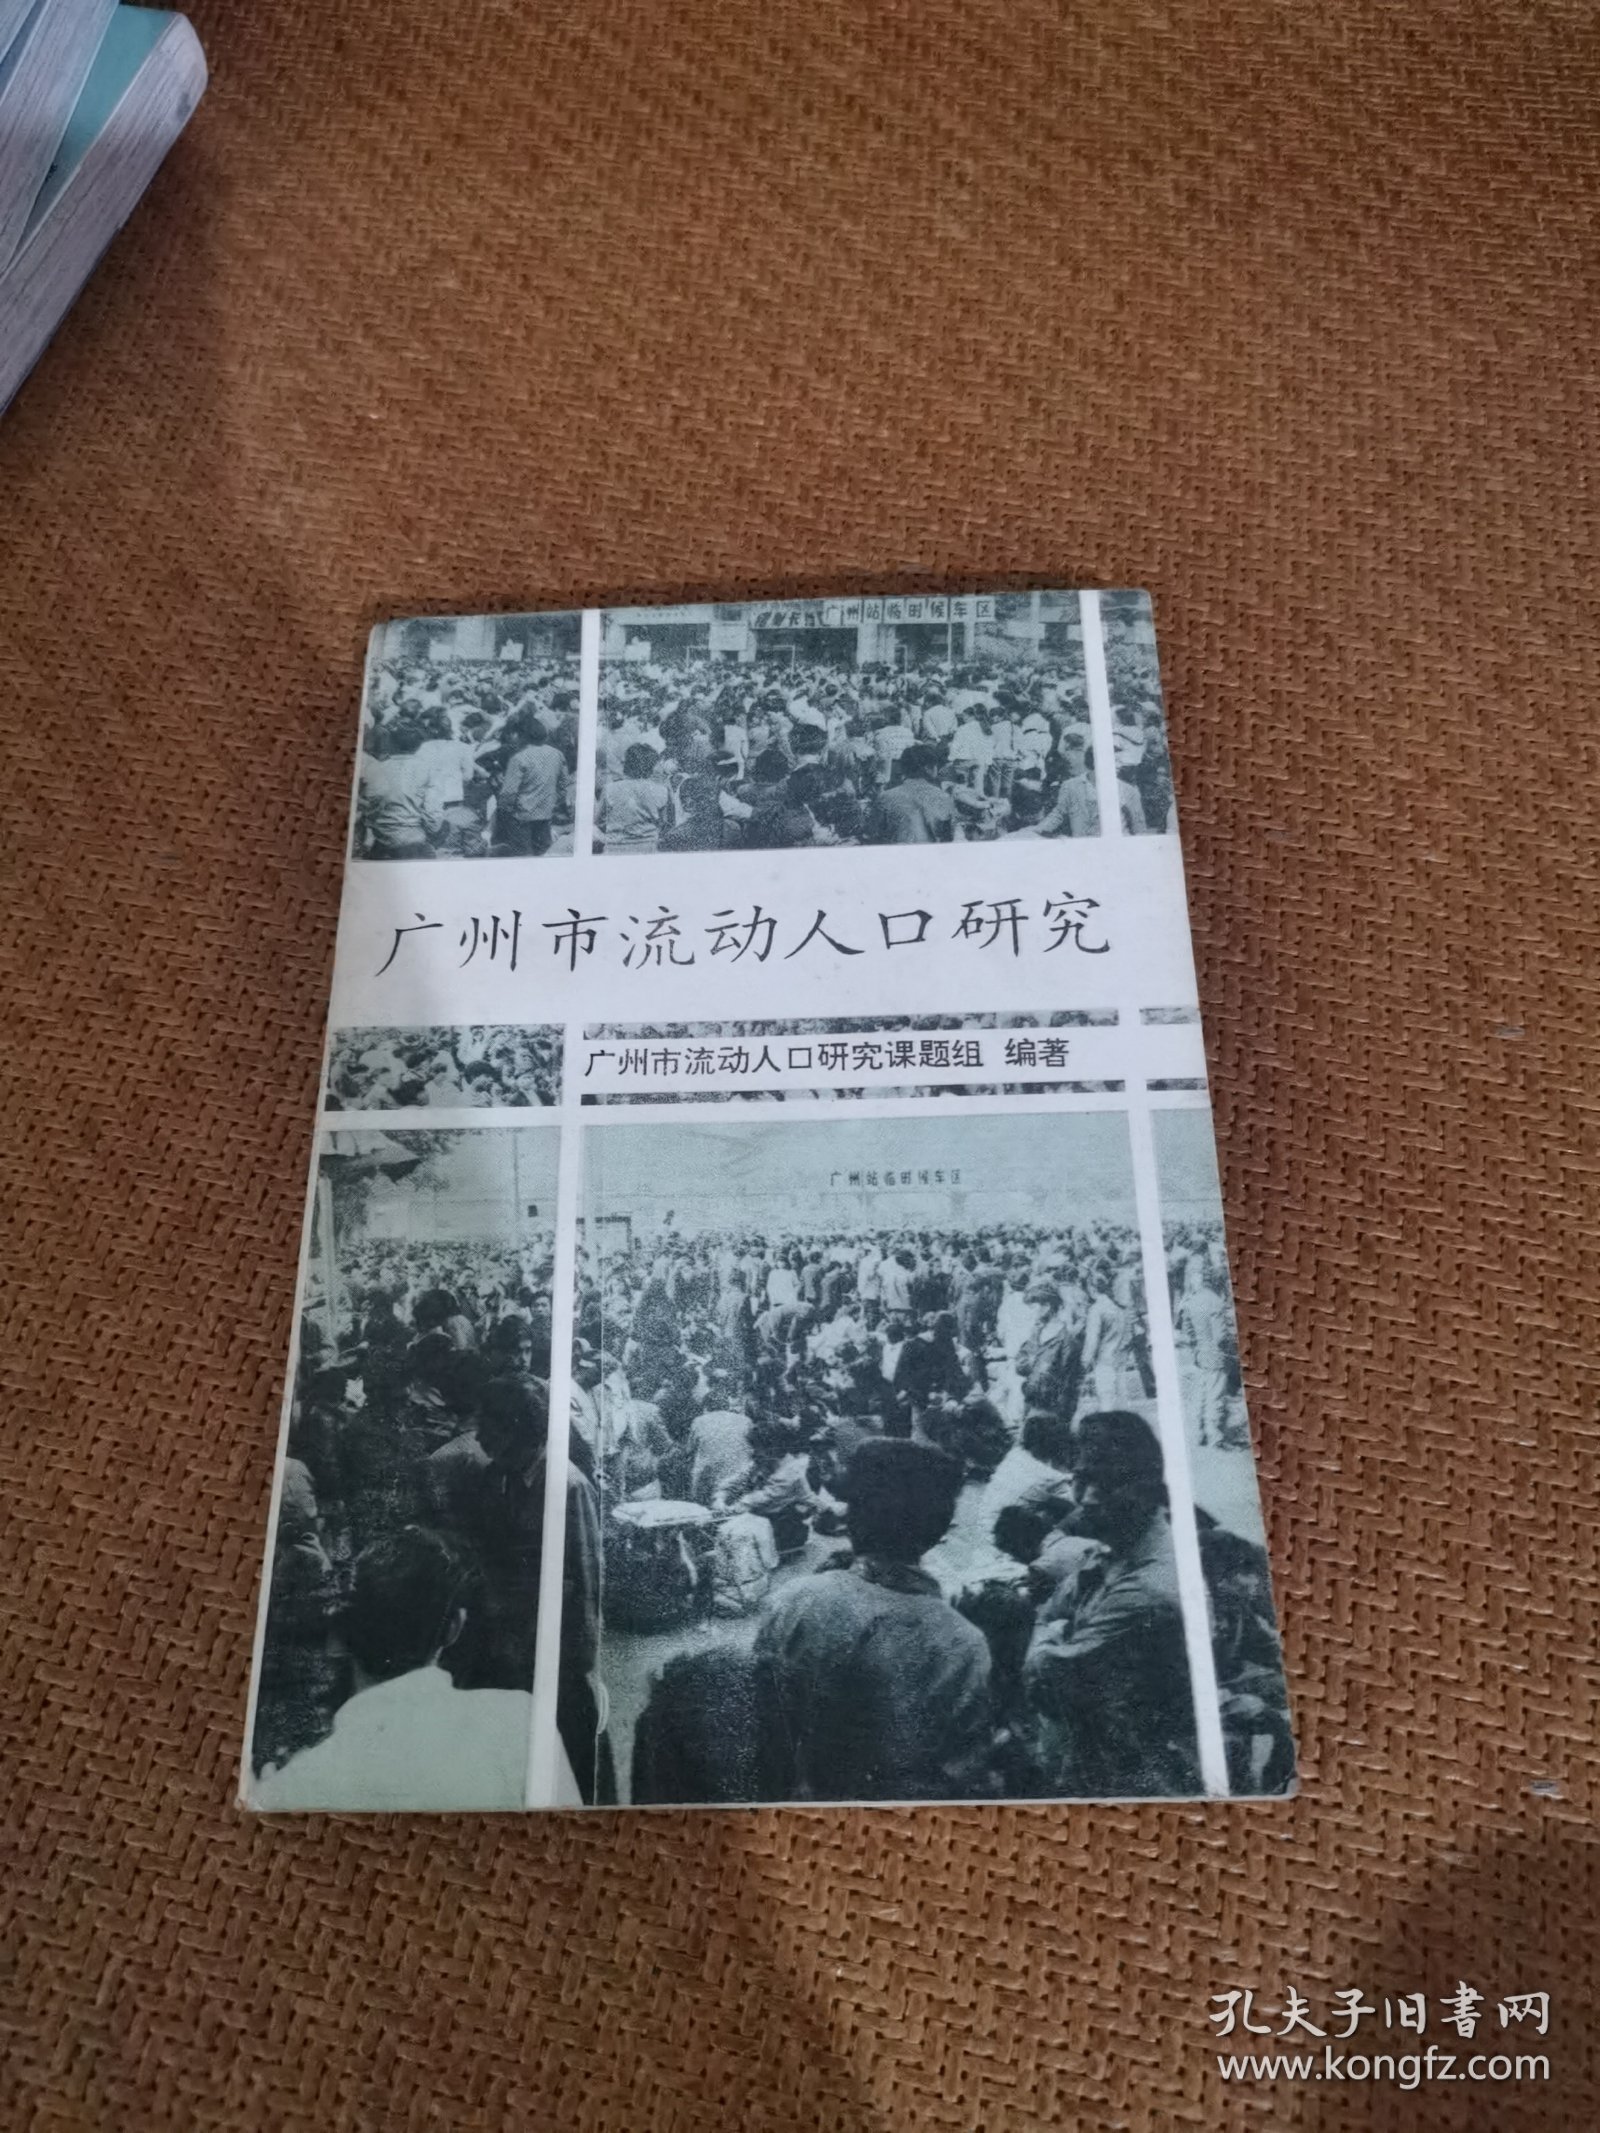 广州站临时候车区
广州市流动人口研究
广州市流动人口研究课题组 编著
广州站临时候车区
孔夫子旧書网
www.kongfz.com